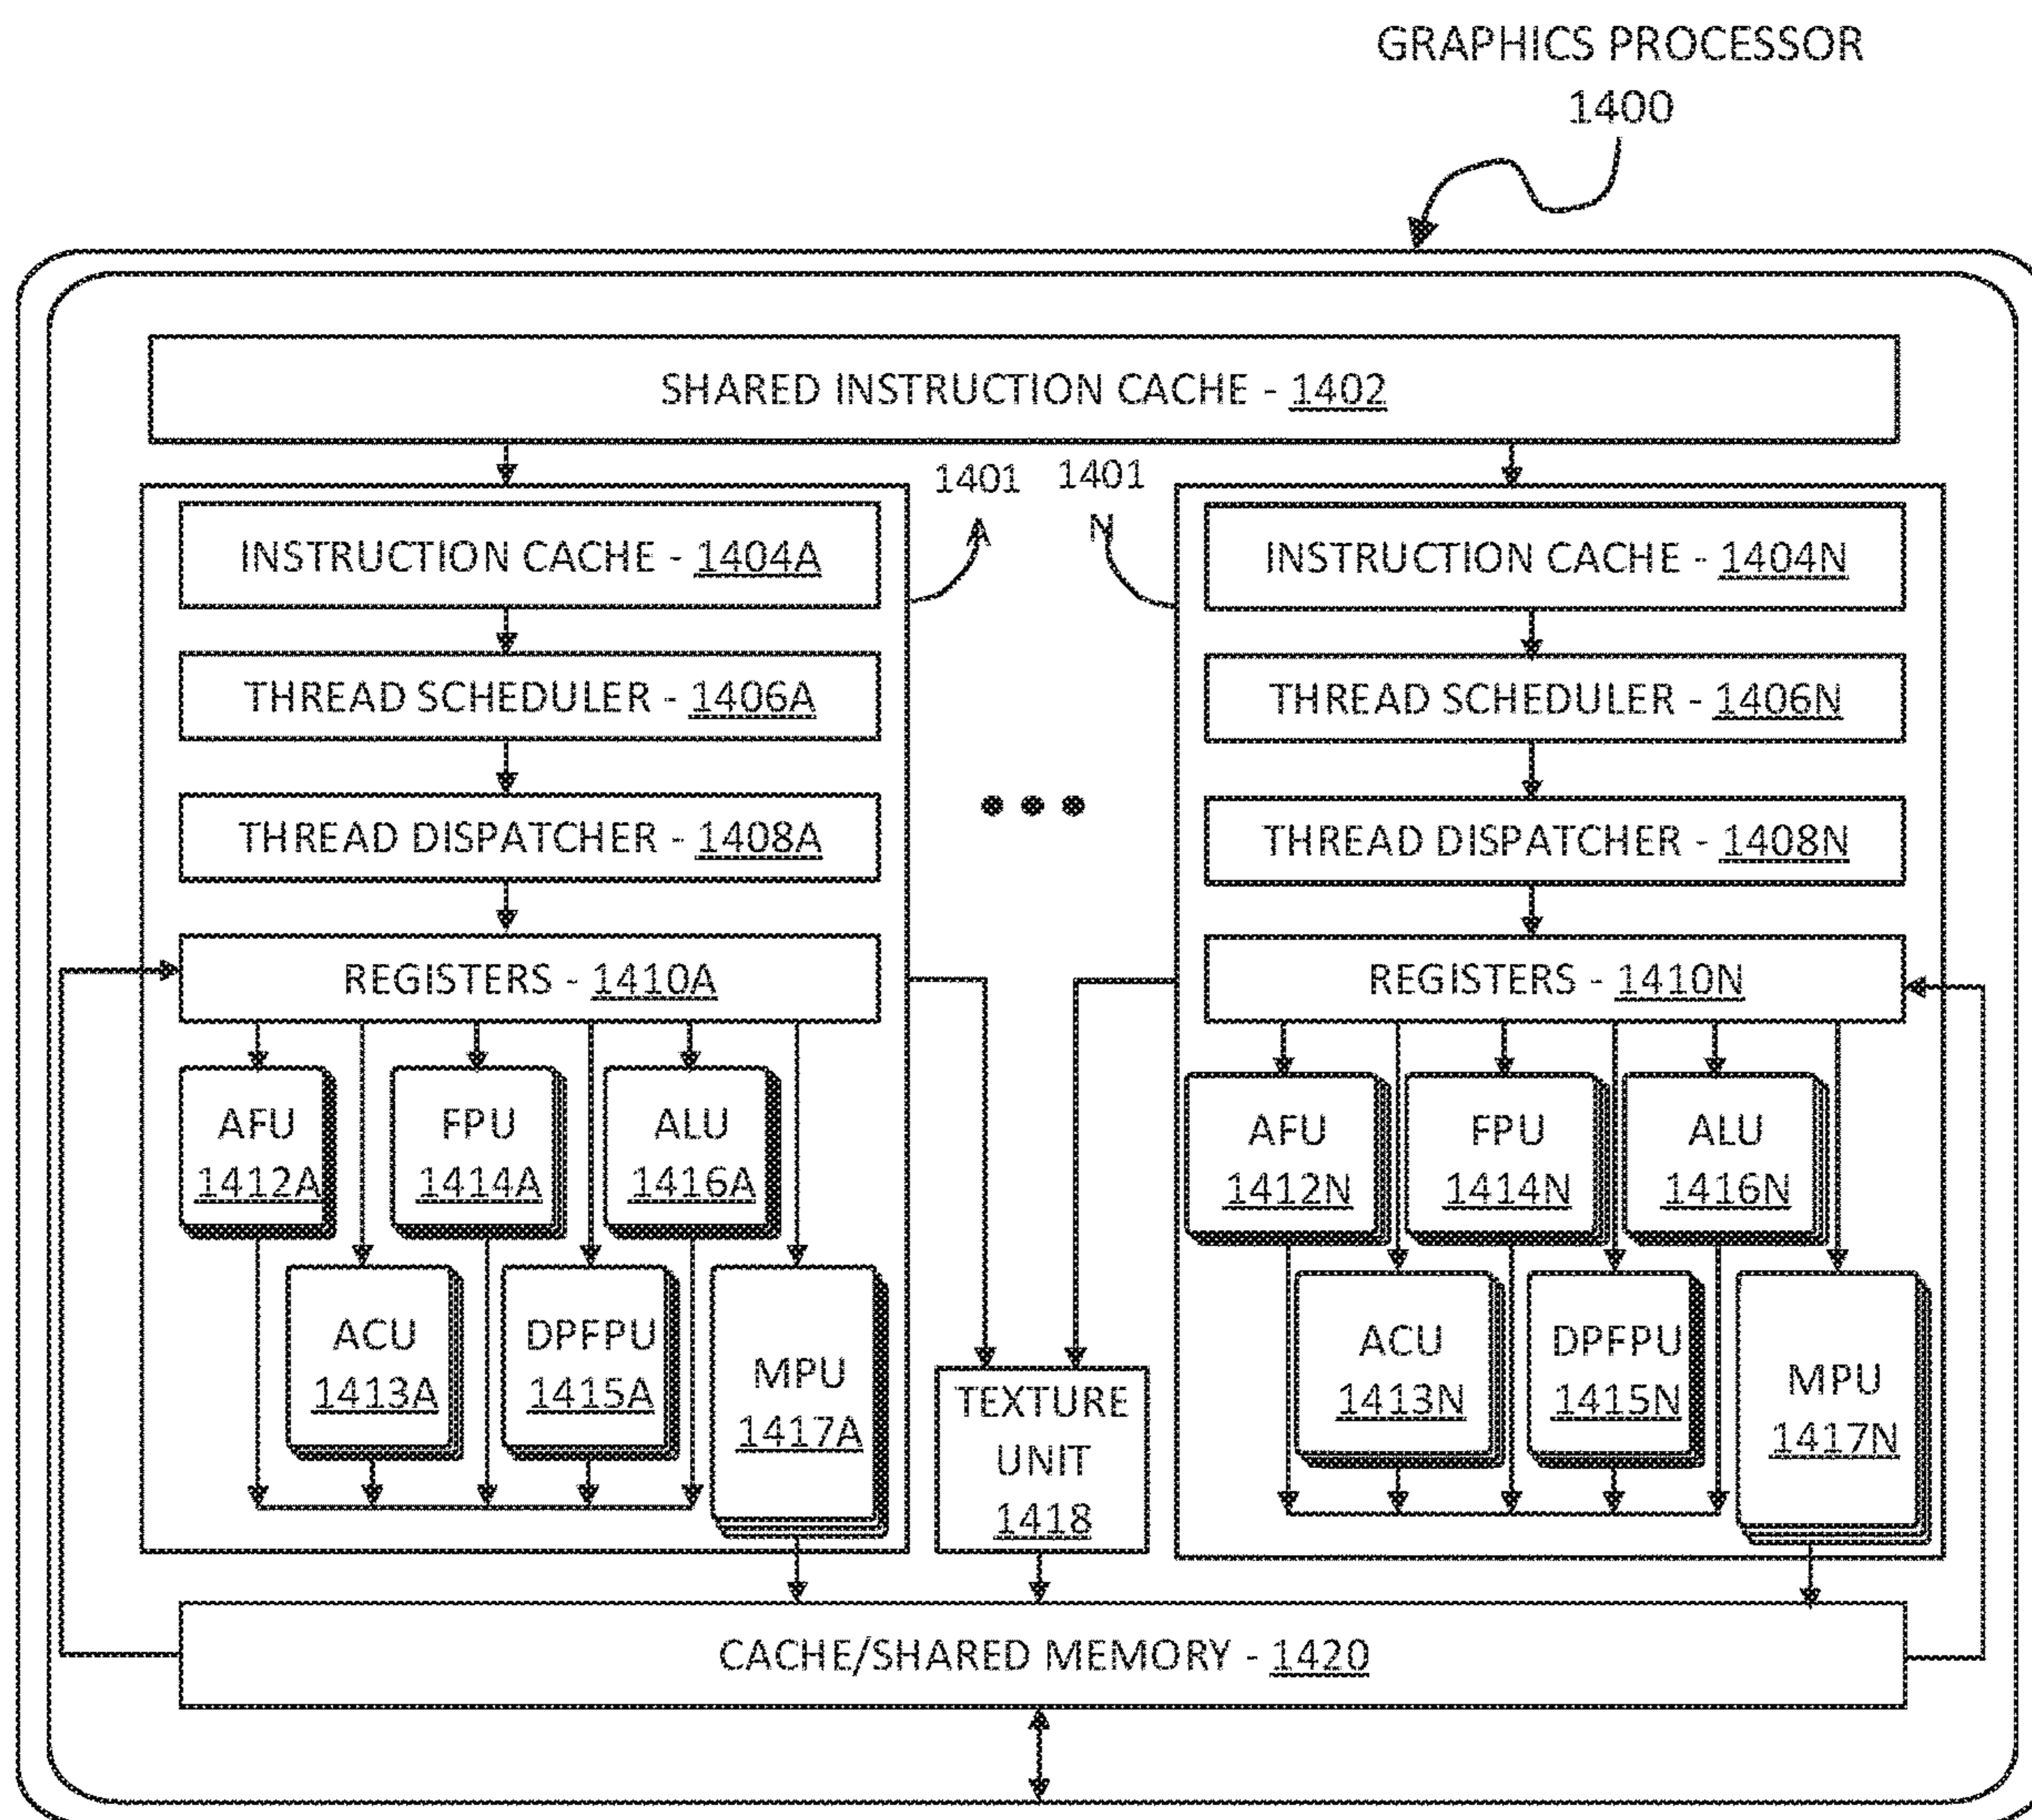 GRAPHICS PROCESSOR
1400
SHARED INSTRUCTION CACHE - 1402
1401
A
1401
N
INSTRUCTION CACHE - 1404A
THREAD SCHEDULER - 1406A
THREAD DISPATCHER - 1408A
REGISTERS - 1410A
AFU
1412A
FPU
1414A
ALU
1416A
ACU
1413A
DPFPU
1415A
MPU
1417A
TEXTURE
UNIT
1418
INSTRUCTION CACHE - 1404N
THREAD SCHEDULER - 1406N
THREAD DISPATCHER - 1408N
REGISTERS - 1410N
AFU
1412N
FPU
1414N
ALU
1416N
ACU
1413N
DPFPU
1415N
MPU
1417N
CACHE/SHARED MEMORY - 1420